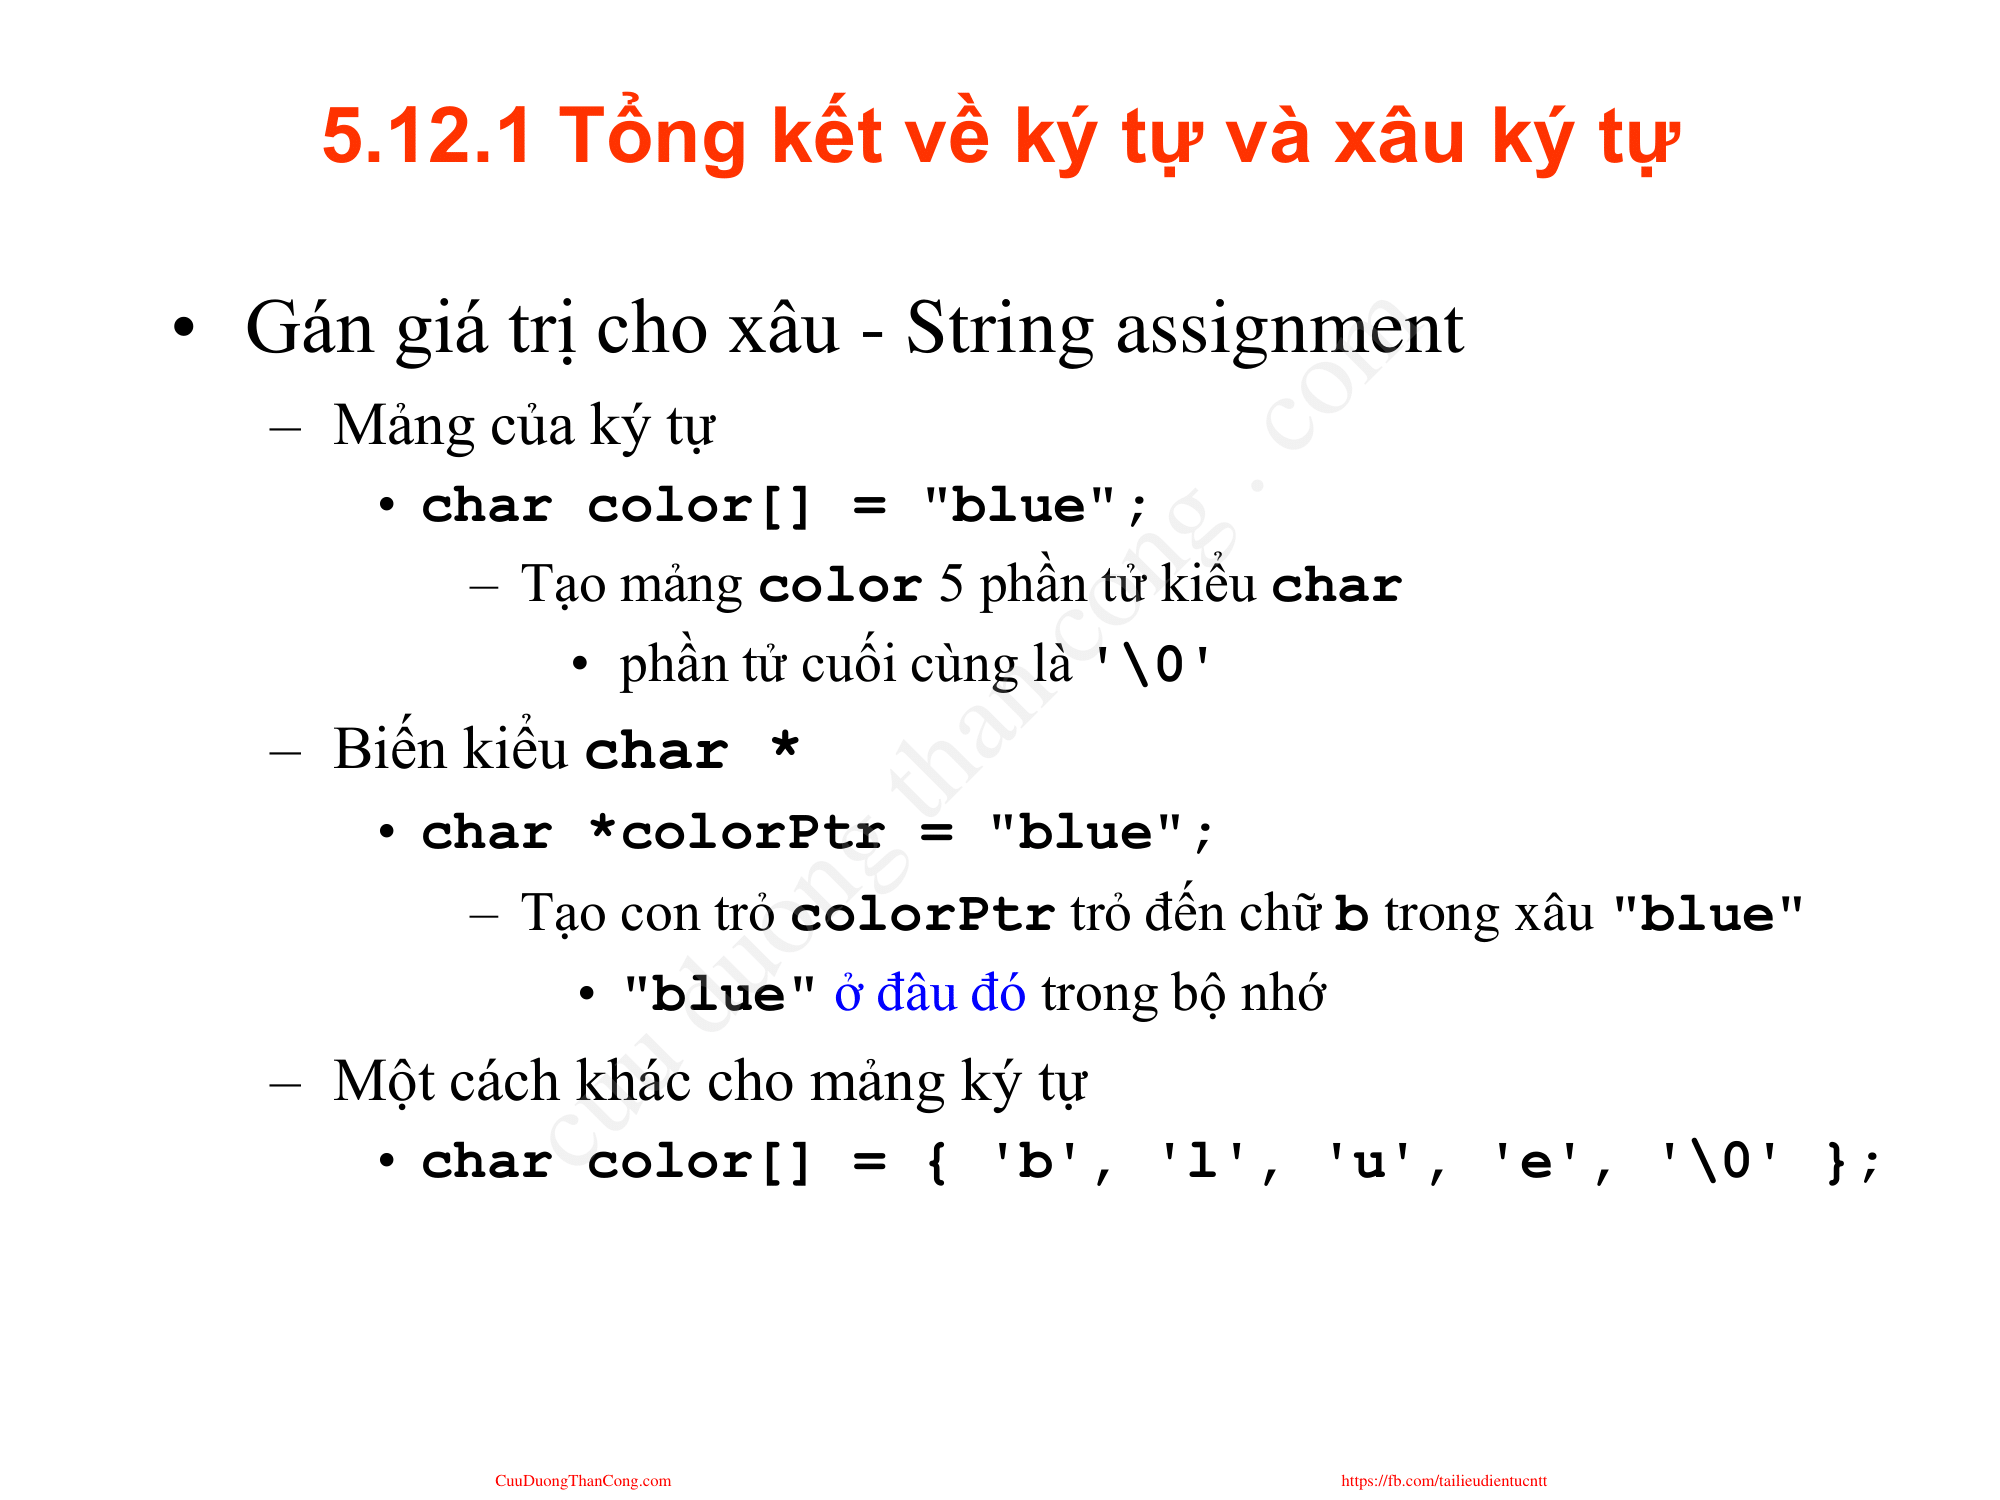 5.12.1 Tổng kết về ký tự và xâu ký tự
• Gán giá trị cho xâu - String assignment
– Mảng của ký tự
• char color[] = "blue";
– Tạo mảng color 5 phần tử kiểu char
• phần tử cuối cùng là '\0'
– Biến kiểu char *
• char *colorPtr = "blue";
– Tạo con trỏ colorPtr trỏ đến chữ b trong xâu "blue"
• "blue" ở đâu đó trong bộ nhớ
– Một cách khác cho mảng ký tự
• char color[] = { 'b', 'l', 'u', 'e', '\0' };
cuu duong than cong . com
CuuDuongThanCong.com
https://fb.com/tailieudientucntt